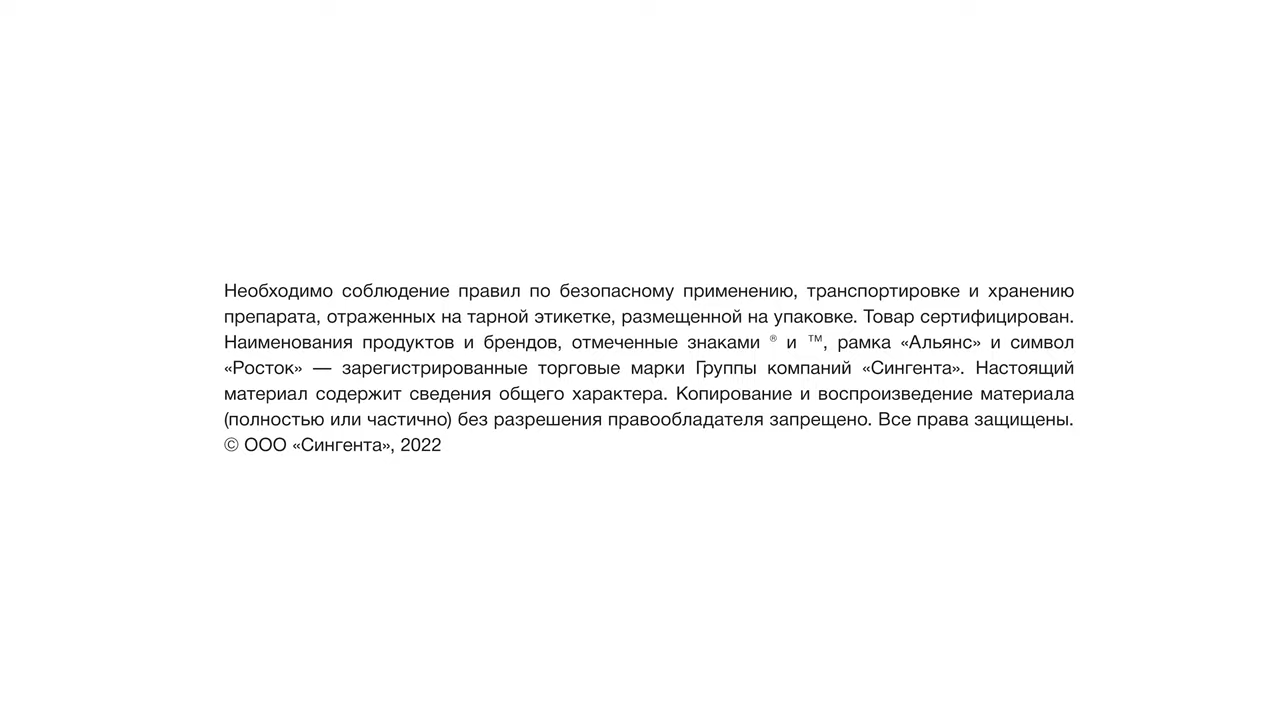 Необходимо соблюдение правил по безопасному применению, транспортировке и хранению
препарата, отраженных на тарной этикетке, размещенной на упаковке. Товар сертифицирован.
Наименования продуктов и брендов, отмеченные знаками ® и ™, рамка «Альянс» и символ
«Росток» — зарегистрированные торговые марки Группы компаний «Сингента». Настоящий
материал содержит сведения общего характера. Копирование и воспроизведение материала
(полностью или частично) без разрешения правообладателя запрещено. Все права защищены.
© ООО «Сингента», 2022